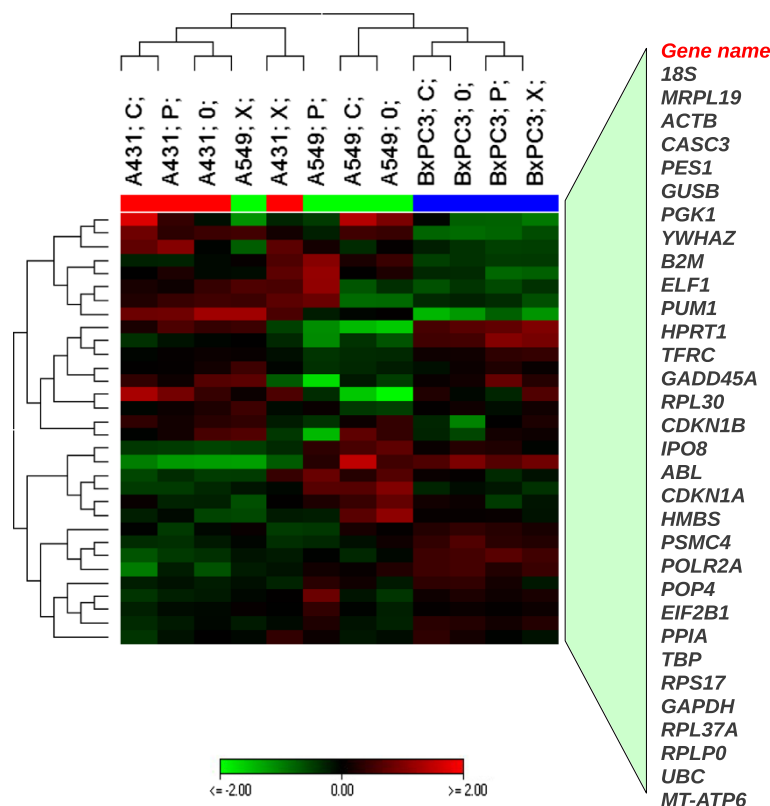 A431; C;
A431; P;
A431; 0;
A549; X;
A431; X;
A549; P;
A549; C;
A549; 0;
BxPC3; C;
BxPC3; 0;
BxPC3; P;
BxPC3; X;
Gene name
18S
MRPL19
ACTB
CASC3
PES1
GUSB
PGK1
YWHAZ
B2M
ELF1
PUM1
HPRT1
TFRC
GADD45A
RPL30
CDKN1B
IPO8
ABL
CDKN1A
HMBS
PSMC4
POLR2A
POP4
EIF2B1
PPIA
TBP
RPS17
GAPDH
RPL37A
RPLP0
UBC
MT-ATP6
<= -2.00 0.00 >= 2.00